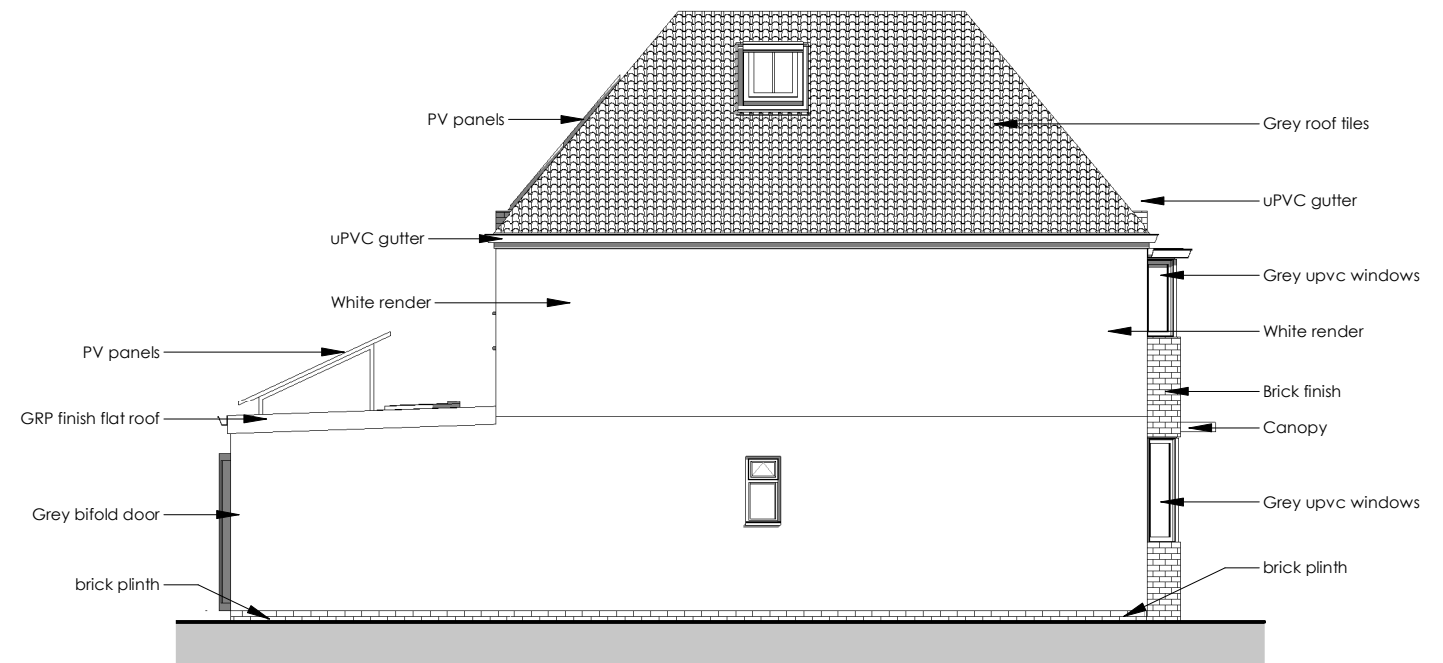 PV panels
Grey roof tiles
uPVC gutter
uPVC gutter
Grey upvc windows
White render
White render
PV panels
Brick finish
GRP finish flat roof
Canopy
Grey upvc windows
Grey bifold door
brick plinth
brick plinth